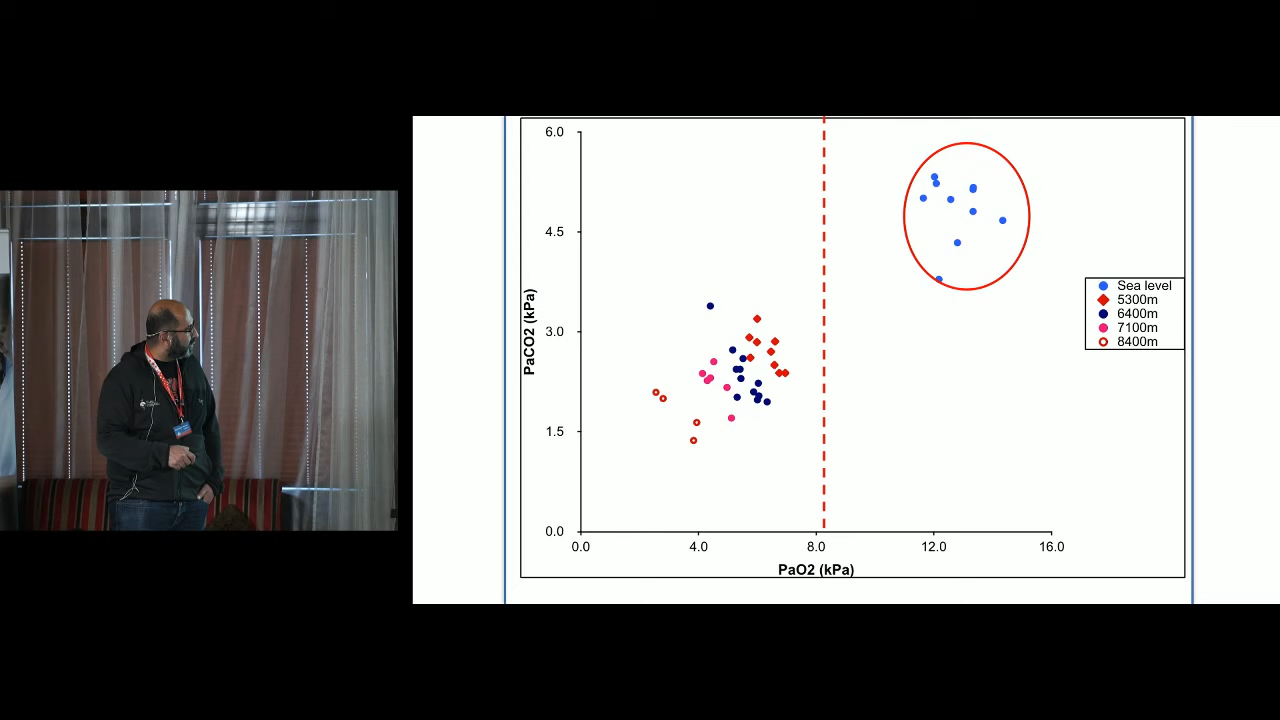 6.0
4.5
3.0
1.5
0.0
PaCO2 (kPa)
0.0 4.0 8.0 12.0 16.0
PaO2 (kPa)
Sea level
5300m
6400m
7100m
8400m